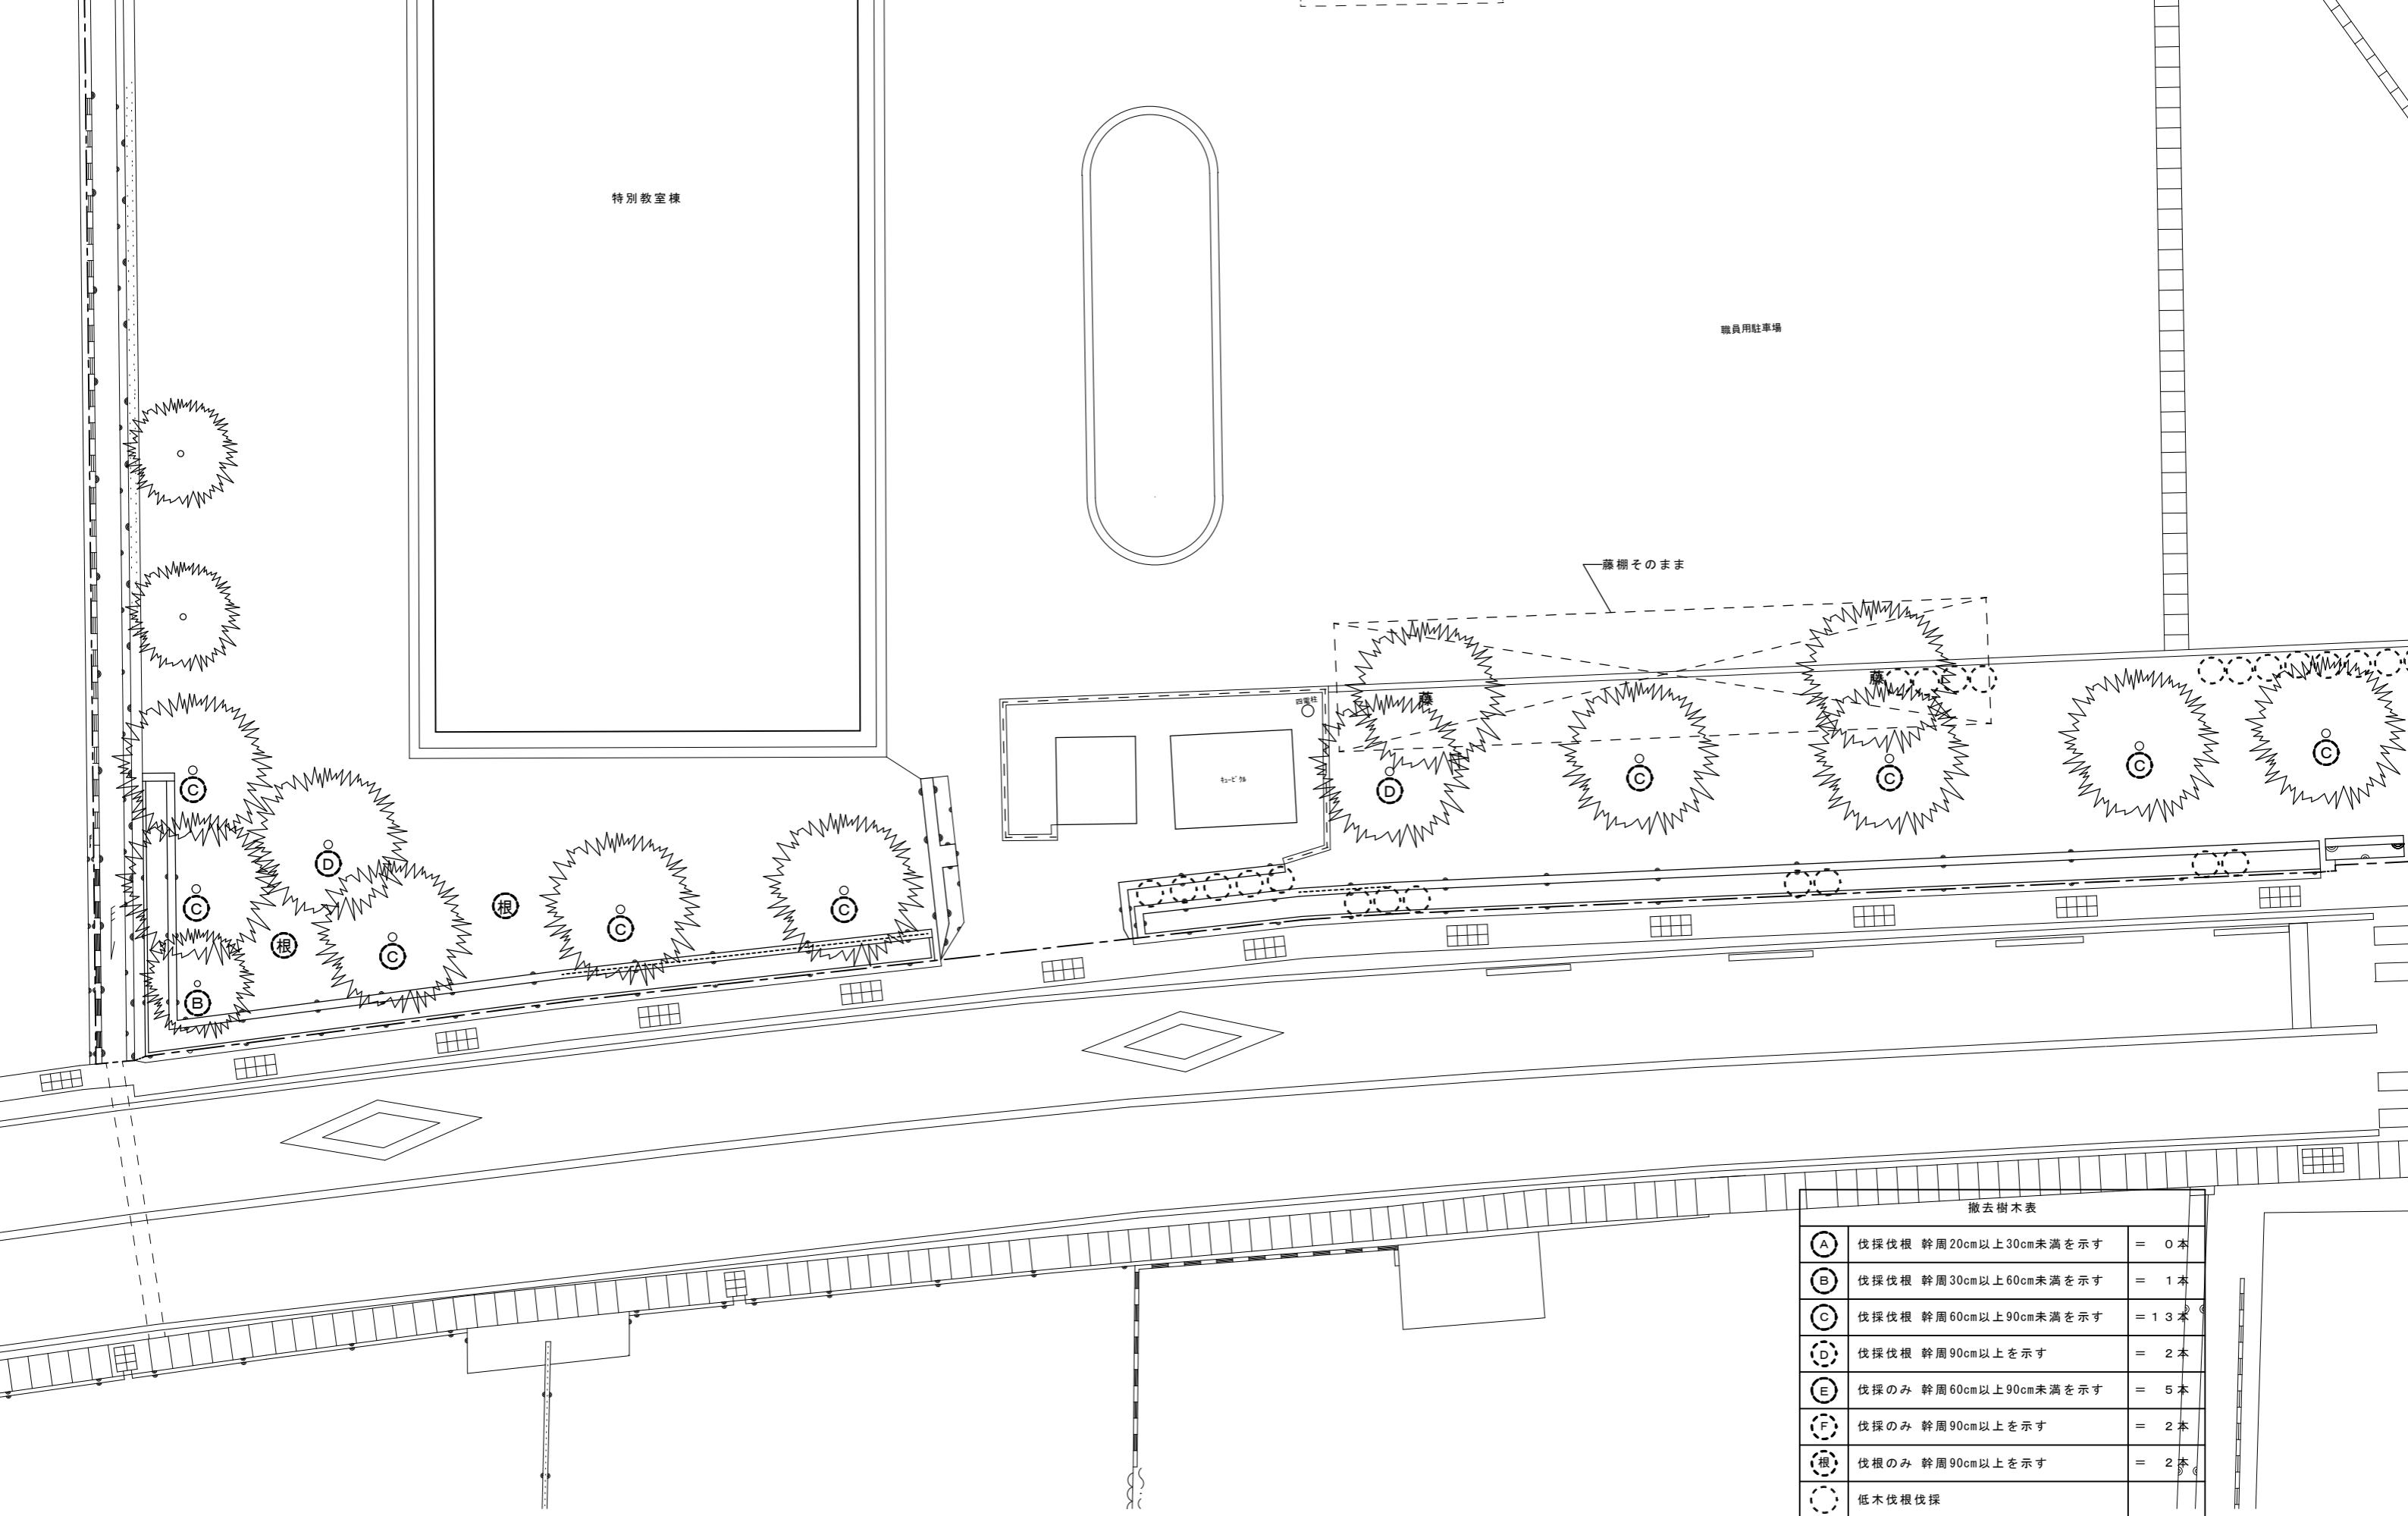 特別教室棟
職員用駐車場
藤棚そのまま
藤
藤
四電柱
ｷｭｰﾋﾞｸﾙ
C
D
C
C
C
C
C
D
根
C
C
C
C
根
B
撤去樹木表
A 伐採伐根 幹周20cm以上30cm未満を示す = 0本
B 伐採伐根 幹周30cm以上60cm未満を示す = 1本
C 伐採伐根 幹周60cm以上90cm未満を示す =13本
D 伐採伐根 幹周90cm以上を示す = 2本
E 伐採のみ 幹周60cm以上90cm未満を示す = 5本
F 伐採のみ 幹周90cm以上を示す = 2本
根 伐根のみ 幹周90cm以上を示す = 2本
低木伐根伐採